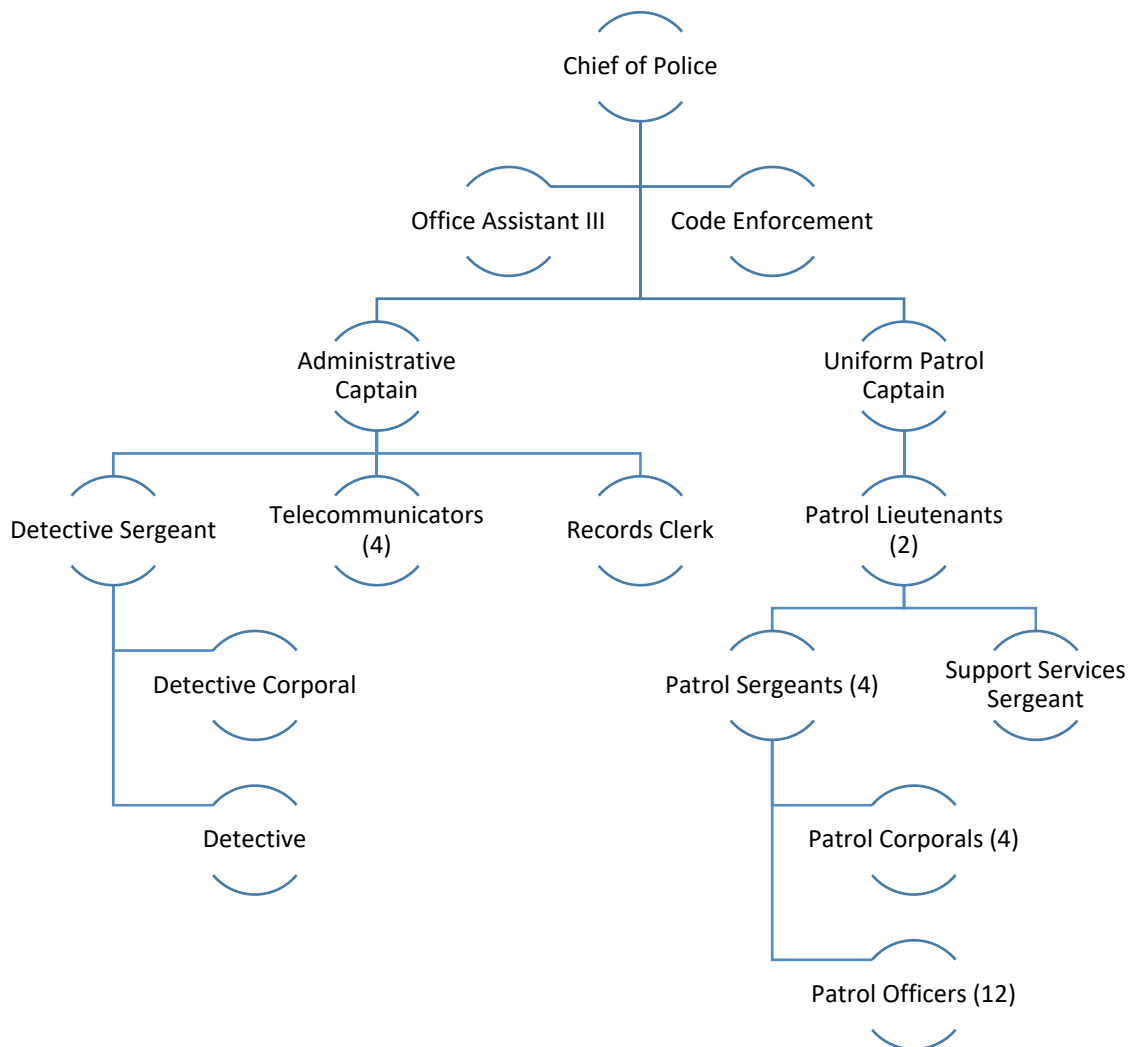 Chief of Police
Office Assistant III
Code Enforcement
Administrative
Captain
Uniform Patrol
Captain
Detective Sergeant
Telecommunicators
(4)
Records Clerk
Patrol Lieutenants
(2)
Detective Corporal
Detective
Patrol Sergeants (4)
Support Services
Sergeant
Patrol Corporals (4)
Patrol Officers (12)